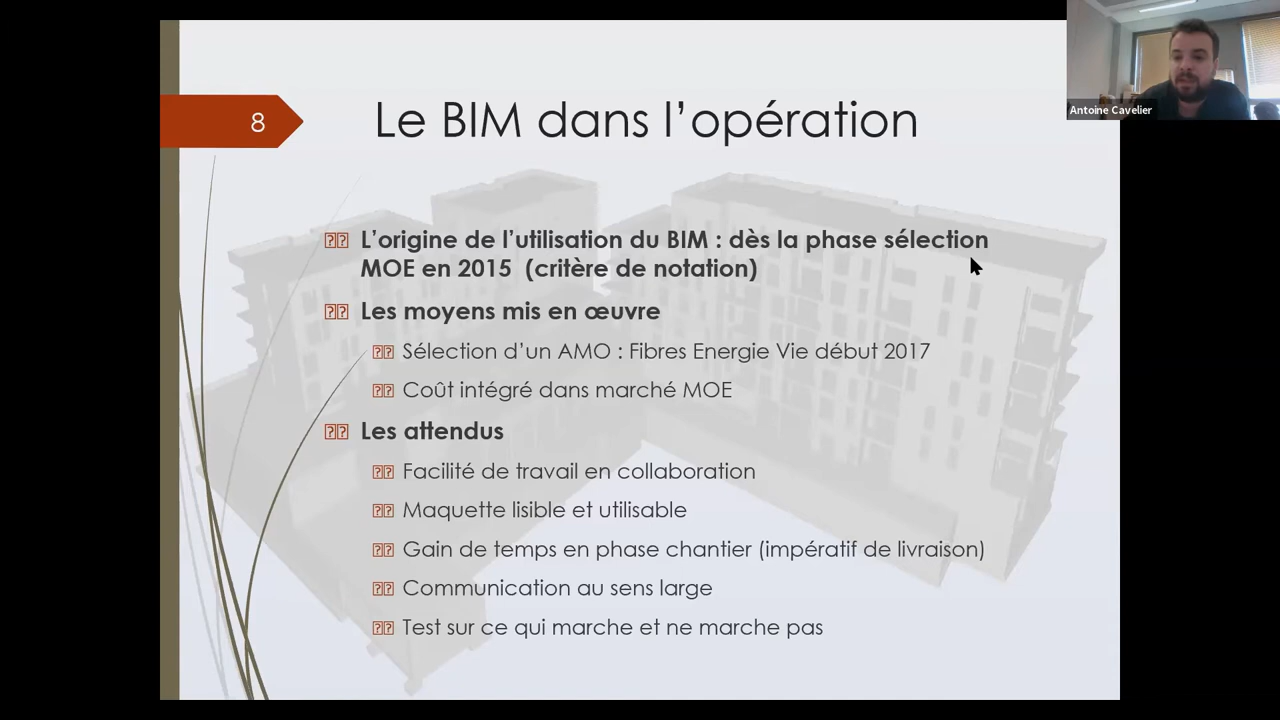 8
Le BIM dans l’opération
Antoine Cavelier
L’origine de l’utilisation du BIM : dès la phase sélection
MOE en 2015 (critère de notation)
Les moyens mis en œuvre
Sélection d’un AMO : Fibres Energie Vie début 2017
Coût intégré dans marché MOE
Les attendus
Facilité de travail en collaboration
Maquette lisible et utilisable
Gain de temps en phase chantier (impératif de livraison)
Communication au sens large
Test sur ce qui marche et ne marche pas